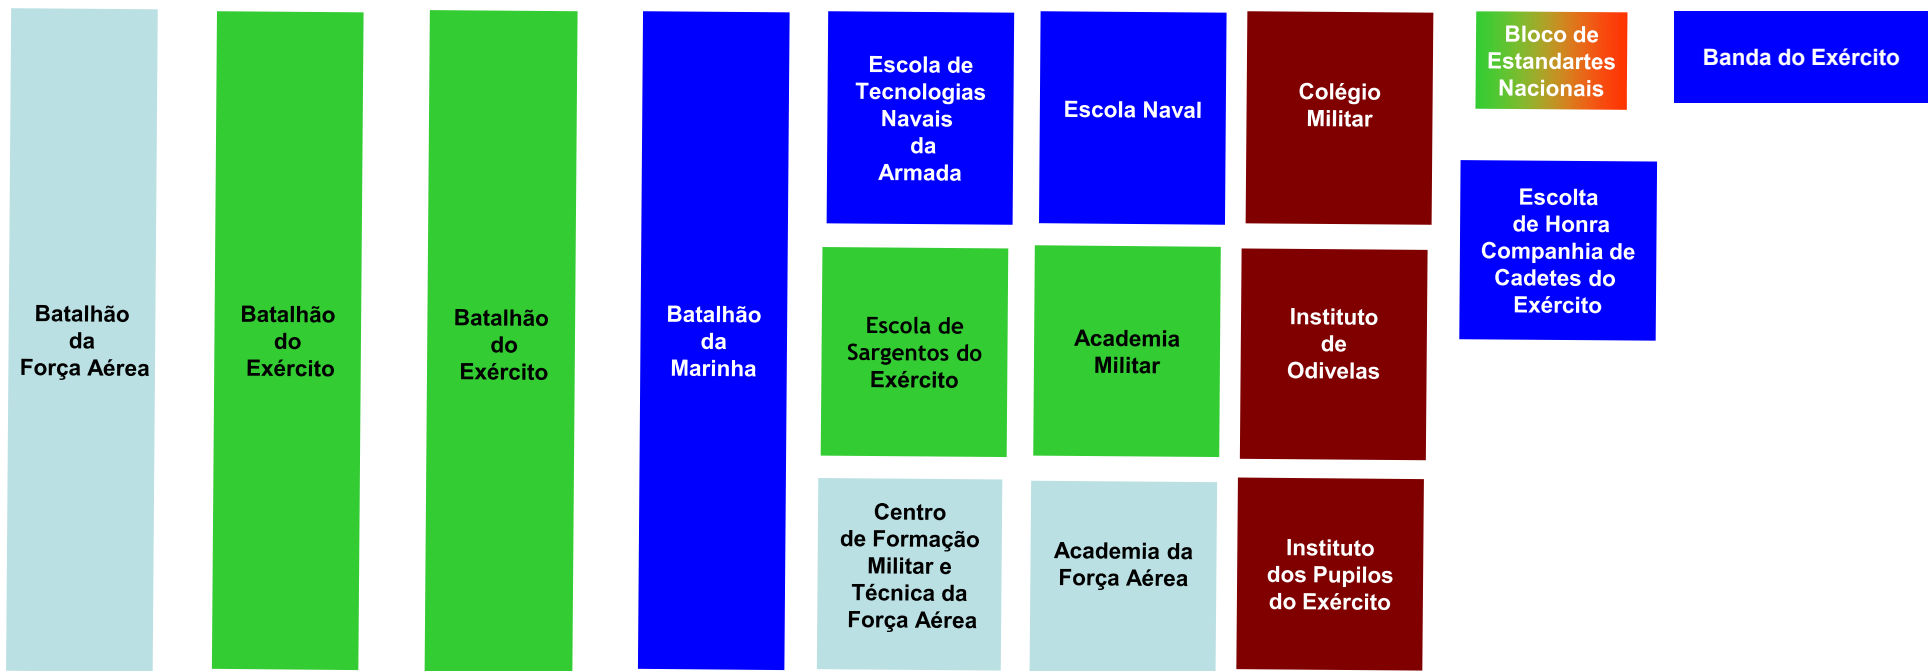 Batalhão
da
Força Aérea
Batalhão
do
Exército
Batalhão
do
Exército
Batalhão
da
Marinha
Escola de
Tecnologias
Navais
da
Armada
Escola de
Sargentos do
Exército
Centro
de Formação
Militar e
Técnica da
Força Aérea
Escola Naval
Academia
Militar
Academia da
Força Aérea
Colégio
Militar
Instituto
de
Odivelas
Instituto
dos Pupilos
do Exército
Bloco de
Estandartes
Nacionais
Escolta
de Honra
Companhia de
Cadetes do
Exército
Banda do Exército